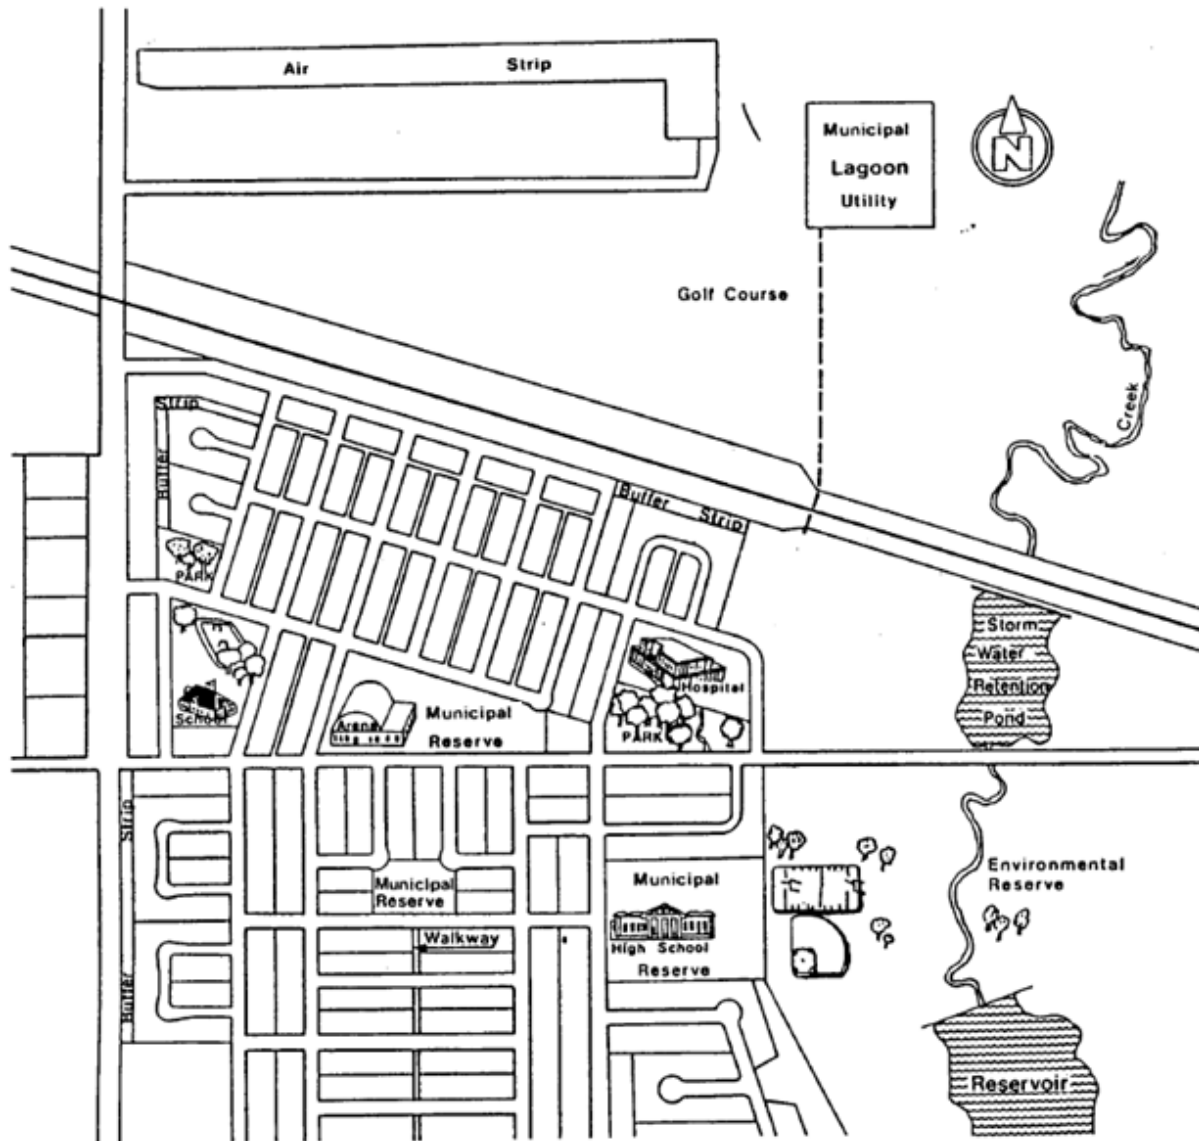 Air Strip
Municipal
Lagoon
Utility
N
Golf Course
Creek
Strip
Buffer
Buffer Strip
PARK
School
Arena
Municipal
Reserve
Hospital
PARK
Storm
Water
Retention
Pond
Strip
Buffer
Municipal
Reserve
Walkway
Municipal
High School
Reserve
Environmental
Reserve
Reservoir